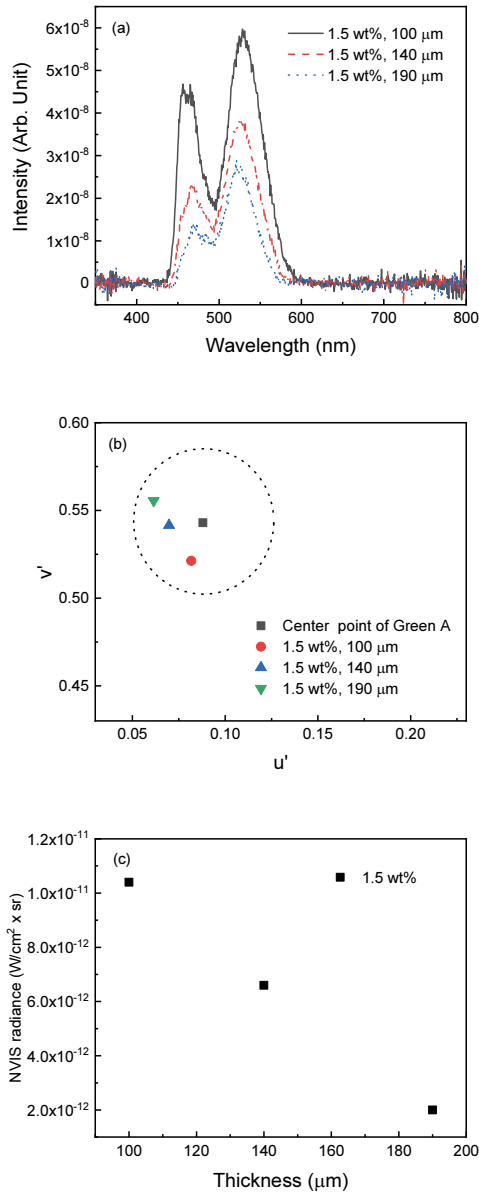 (a)
1.5 wt%, 100 μm
1.5 wt%, 140 μm
1.5 wt%, 190 μm
Intensity (Arb. Unit)
6x10⁻⁸
5x10⁻⁸
4x10⁻⁸
3x10⁻⁸
2x10⁻⁸
1x10⁻⁸
0
400 500 600 700 800
Wavelength (nm)
(b)
v'
0.60
0.55
0.50
0.45
Center point of Green A
1.5 wt%, 100 μm
1.5 wt%, 140 μm
1.5 wt%, 190 μm
0.05 0.10 0.15 0.20
u'
(c)
1.5 wt%
NVIS radiance (W/cm² x sr)
1.2x10⁻¹¹
1.0x10⁻¹¹
8.0x10⁻¹²
6.0x10⁻¹²
4.0x10⁻¹²
2.0x10⁻¹²
100 120 140 160 180 200
Thickness (μm)